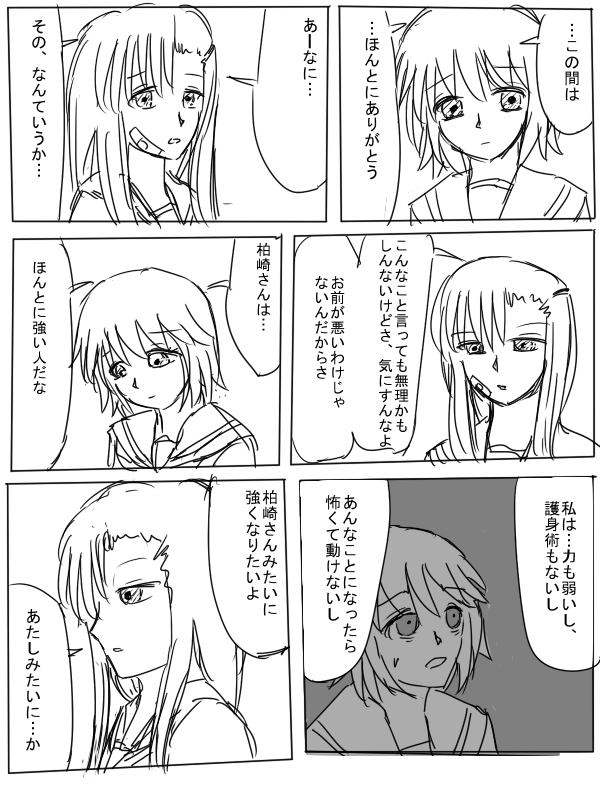 …この間は
…ほんとにありがとう
あーなに…
その、なんていうか…
こんなこと言っても無理かも
しんないけどさ、気にすんなよ
お前が悪いわけじゃ
ないんだからさ
柏崎さんは…
ほんとに強い人だな
私は…力も弱いし、
護身術もないし
あんなことになったら
怖くて動けないし
柏崎さんみたいに
強くなりたいよ
あたしみたいに…か